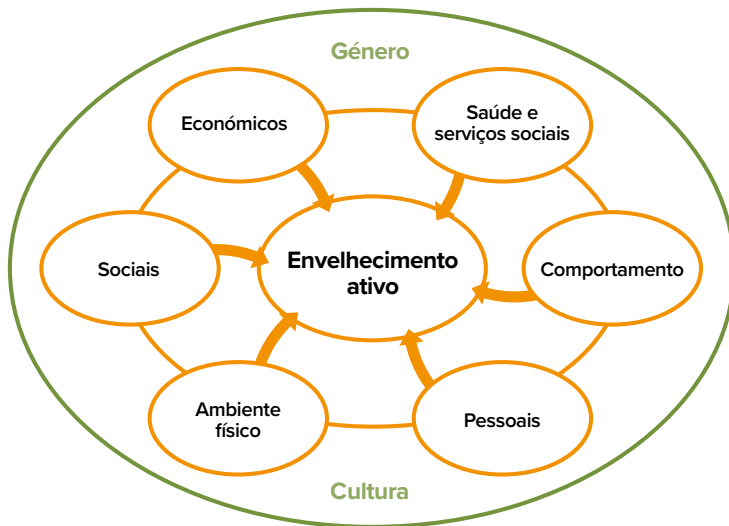 Género
Económicos
Saúde e
serviços sociais
Sociais
Envelhecimento
ativo
Comportamento
Ambiente
físico
Pessoais
Cultura